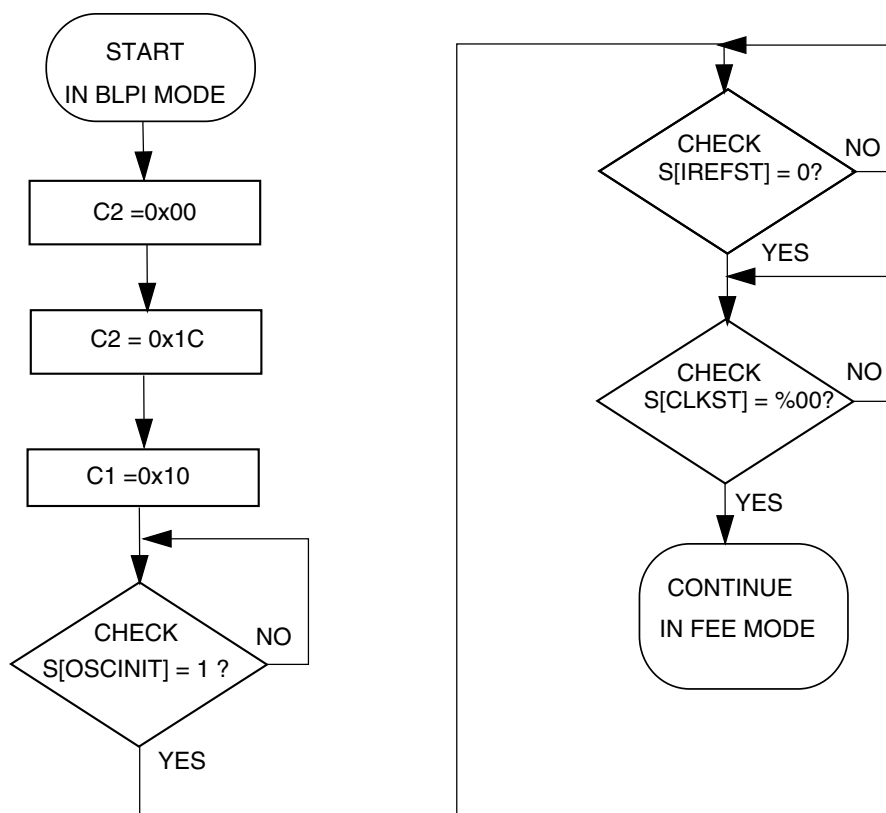 START
IN BLPI MODE
C2 =0x00
C2 = 0x1C
C1 =0x10
CHECK
S[OSCINIT] = 1 ?
NO
YES
CHECK
S[IREFST] = 0?
NO
YES
CHECK
S[CLKST] = %00?
NO
YES
CONTINUE
IN FEE MODE